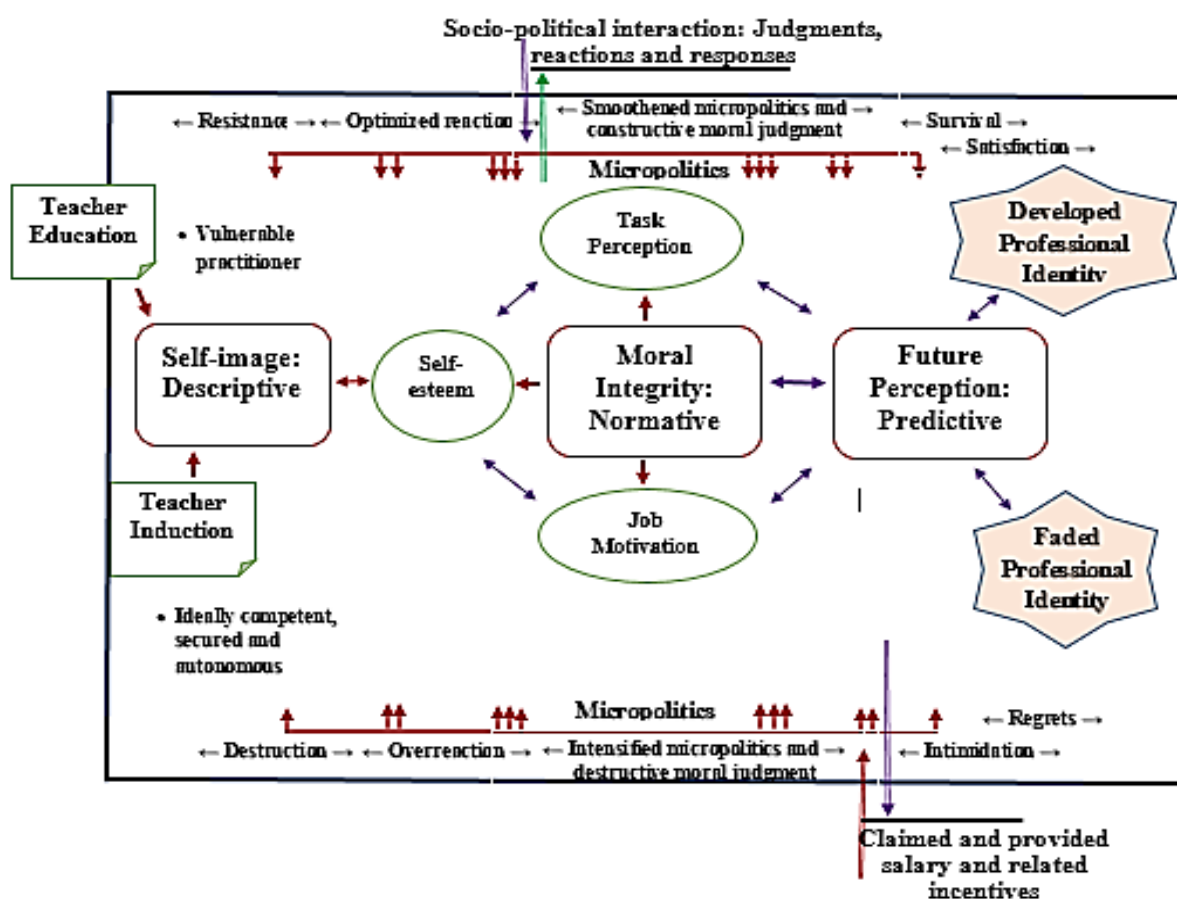 Socio-political interaction: Judgments,
reactions and responses
← Resistance → ← Optimized reaction →
← Smoothened micropolitics and →
constructive moral judgment
← Survival →
← Satisfaction →
Micropolitics
Teacher
Education
• Vulnerable
practitioner
Task
Perception
Developed
Professional
Identity
Self-image:
Descriptive
Self-
esteem
Moral
Integrity:
Normative
Future
Perception:
Predictive
Teacher
Induction
Job
Motivation
Faded
Professional
Identity
• Ideally competent,
secured and
autonomous
Micropolitics
← Regrets →
← Destruction → ← Overreaction → ← Intensified micropolitics and → ← Intimidation →
destructive moral judgment
Claimed and provided
salary and related
incentives